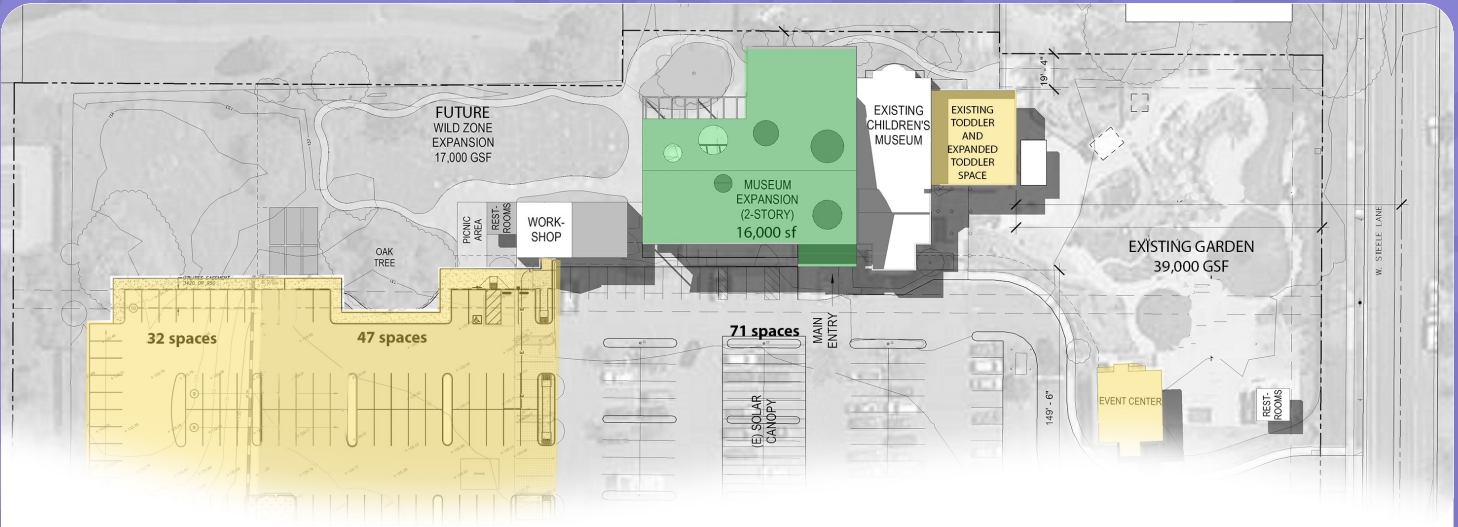 FUTURE
WILD ZONE
EXPANSION
17,000 GSF
PICNIC
AREA
REST-
ROOMS
WORK-
SHOP
OAK
TREE
MUSEUM
EXPANSION
(2-STORY)
16,000 sf
EXISTING
CHILDREN'S
MUSEUM
EXISTING
TODDLER
AND
EXPANDED
TODDLER
SPACE
19' - 4"
EXISTING GARDEN
39,000 GSF
W. STEELE LANE
32 spaces
47 spaces
71 spaces
MAIN
ENTRY
(E) SOLAR
CANOPY
149' - 6"
EVENT CENTER
REST-
ROOMS